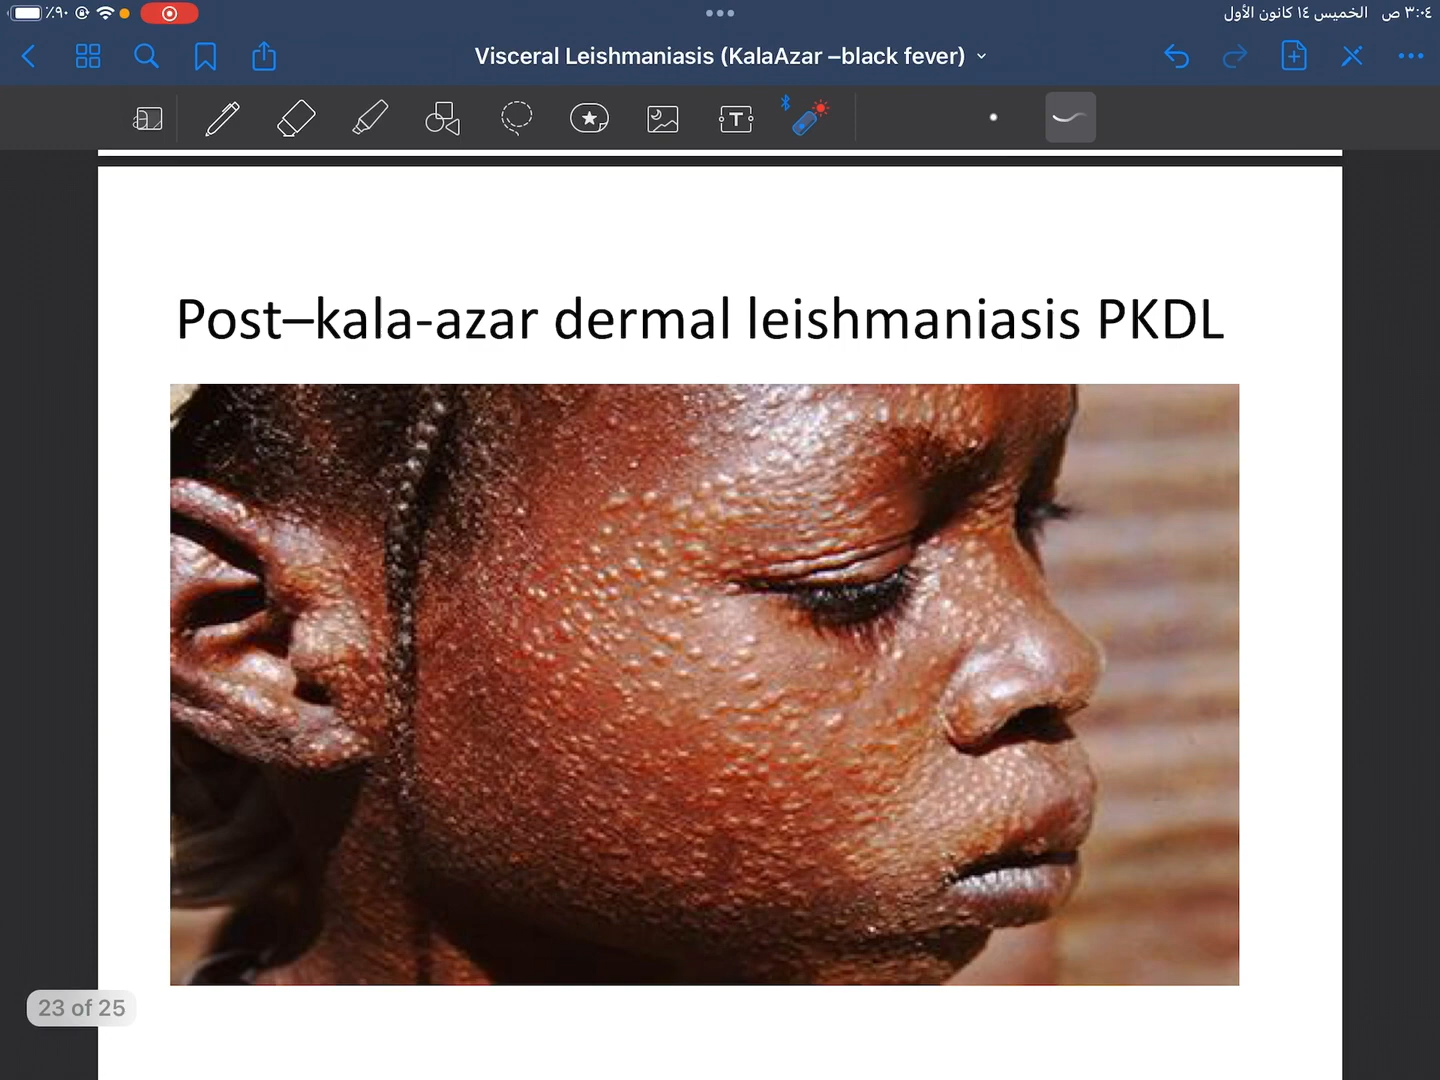 ٪٩٠
٣:٠٤ ص الخميس ١٤ كانون الأول
Visceral Leishmaniasis (KalaAzar –black fever)
T
Post–kala-azar dermal leishmaniasis PKDL
23 of 25